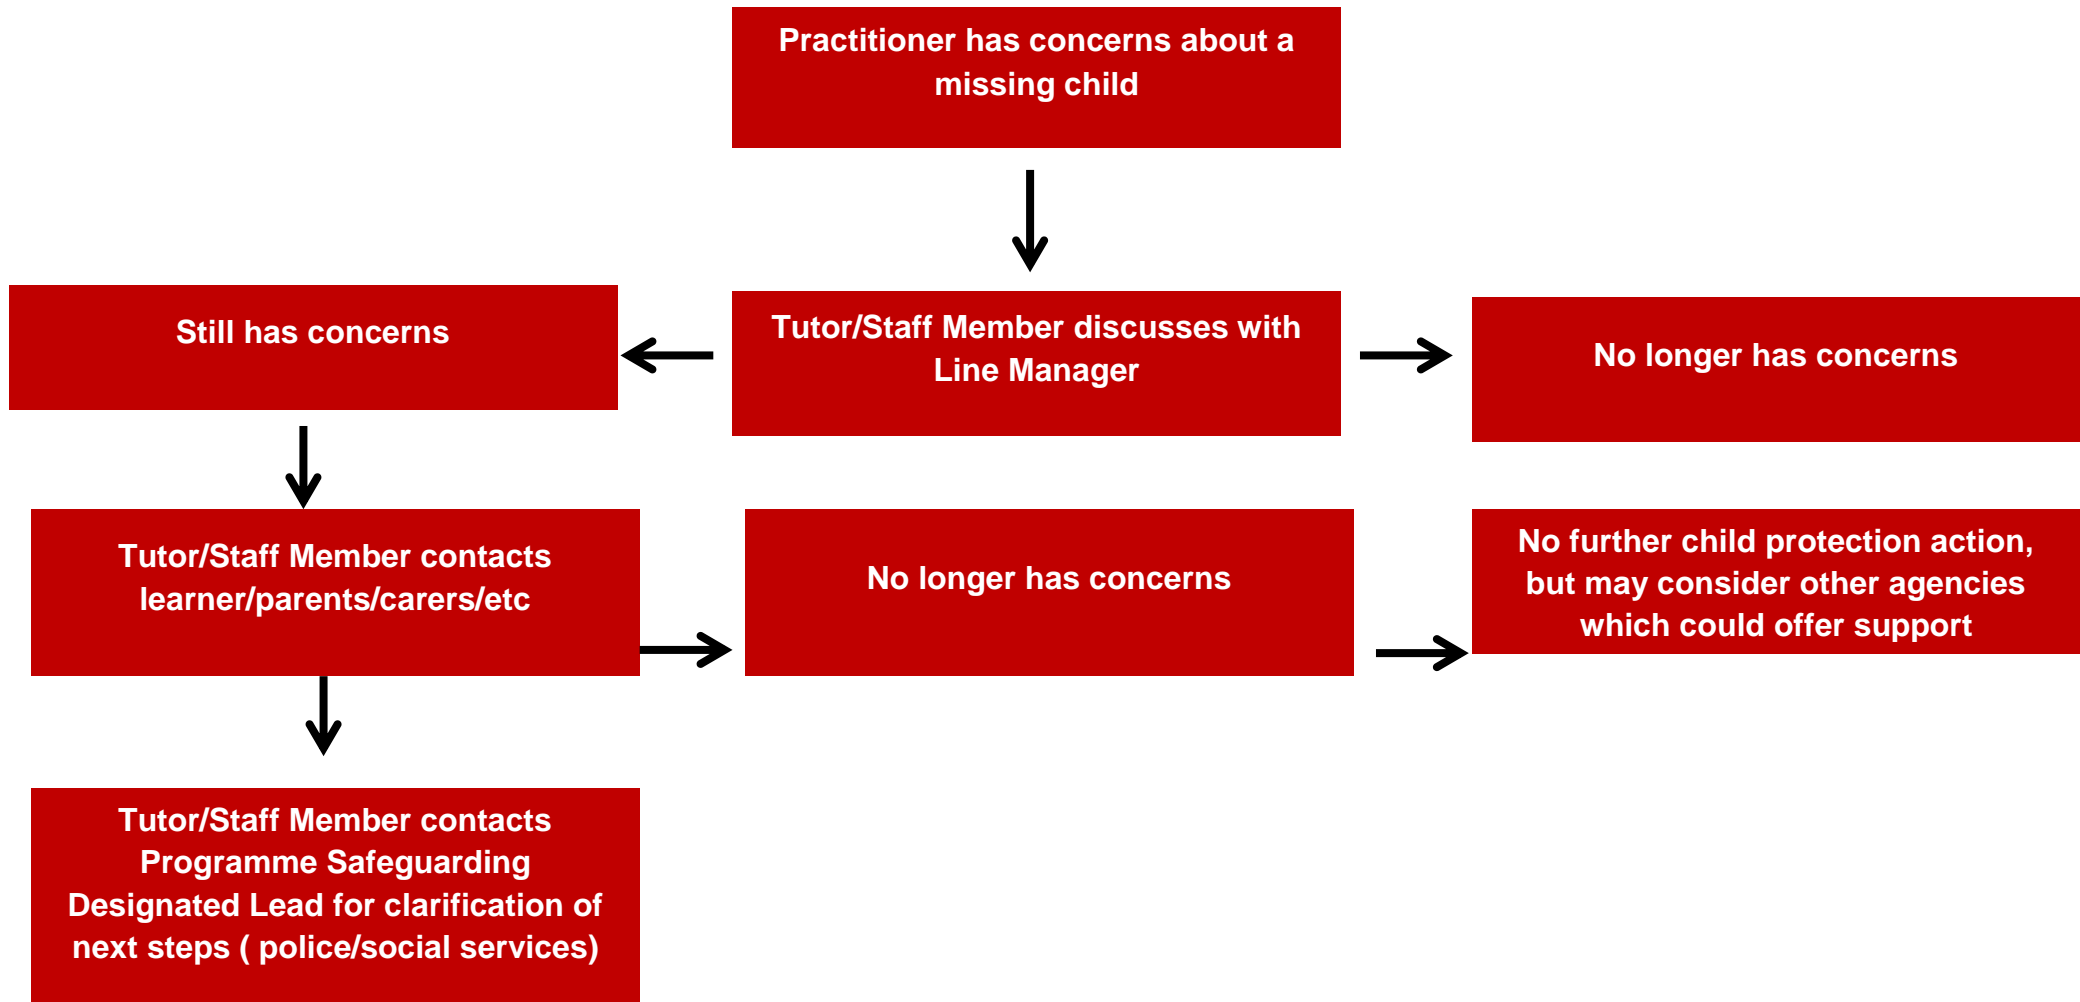 Practitioner has concerns about a
missing child
Still has concerns
Tutor/Staff Member discusses with
Line Manager
No longer has concerns
Tutor/Staff Member contacts
learner/parents/carers/etc
No longer has concerns
No further child protection action,
but may consider other agencies
which could offer support
Tutor/Staff Member contacts
Programme Safeguarding
Designated Lead for clarification of
next steps ( police/social services)